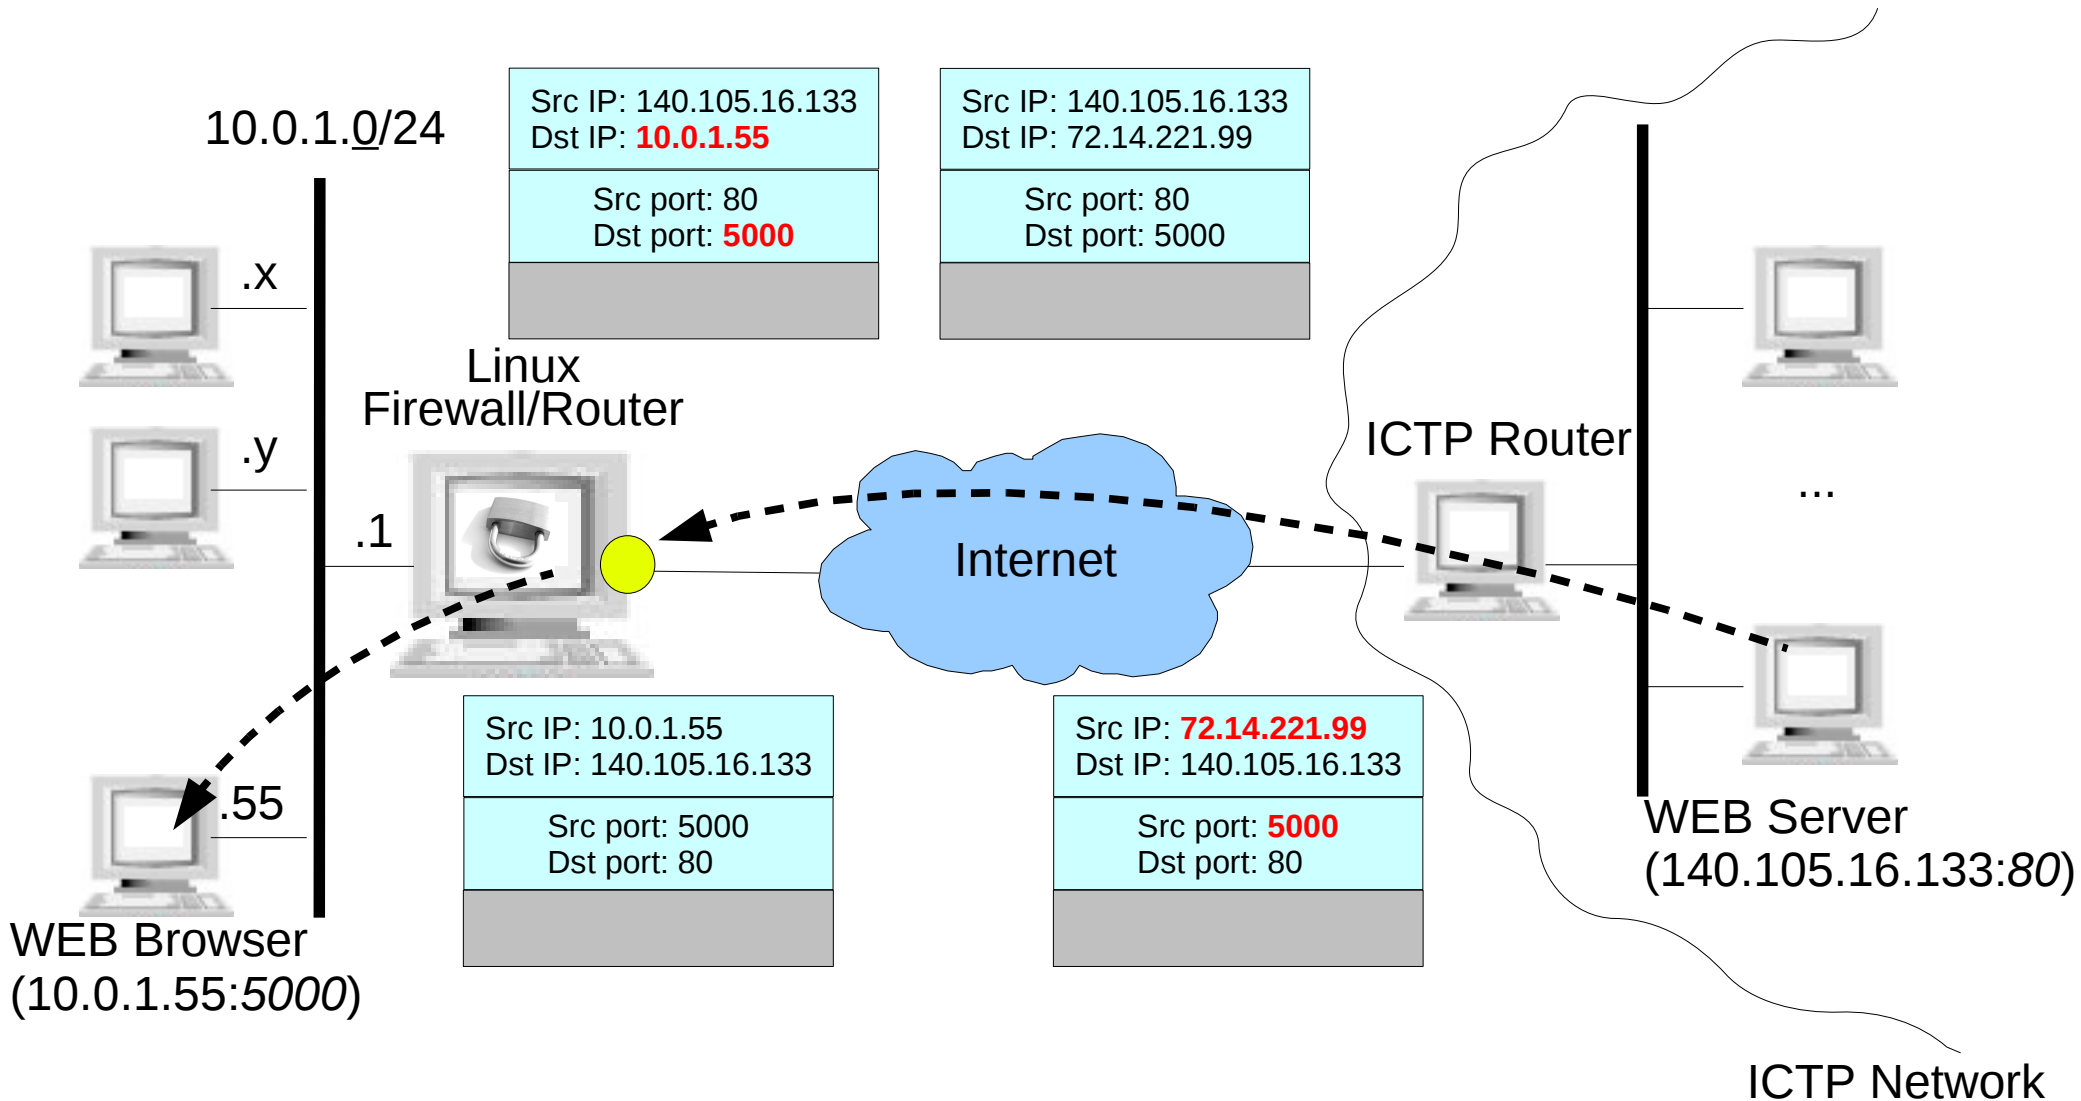 10.0.1.0/24
Src IP: 140.105.16.133
Dst IP: 10.0.1.55
Src port: 80
Dst port: 5000
Src IP: 140.105.16.133
Dst IP: 72.14.221.99
Src port: 80
Dst port: 5000
.x
.y
.1
.55
Linux
Firewall/Router
Internet
ICTP Router
...
Src IP: 10.0.1.55
Dst IP: 140.105.16.133
Src port: 5000
Dst port: 80
Src IP: 72.14.221.99
Dst IP: 140.105.16.133
Src port: 5000
Dst port: 80
WEB Server
(140.105.16.133:80)
WEB Browser
(10.0.1.55:5000)
ICTP Network